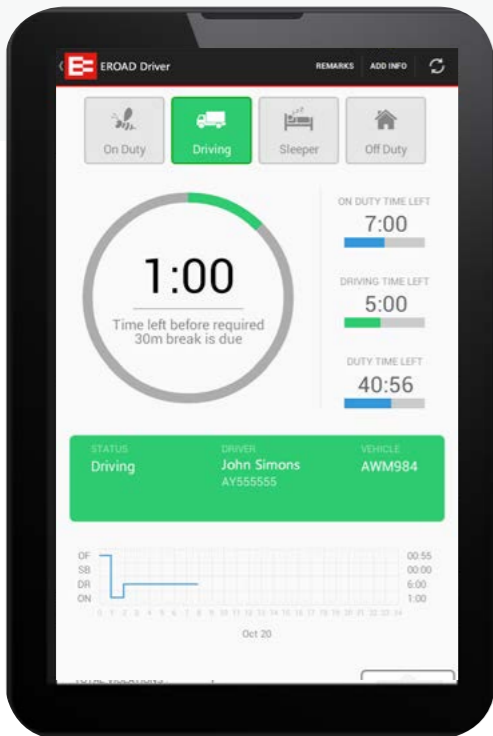 EROAD Driver
REMARKS
ADD INFO
On Duty
Driving
Sleeper
Off Duty
1:00
Time left before required
30m break is due
ON DUTY TIME LEFT
7:00
DRIVING TIME LEFT
5:00
DUTY TIME LEFT
40:56
STATUS
Driving
DRIVER
John Simons
AY555555
VEHICLE
AWM984
OF 00:55
SB 00:00
DR 6:00
ON 1:00
0 1 2 3 4 5 6 7 8 9 10 11 12 13 14 15 16 17 18 19 20 21 22 23 24
Oct 20